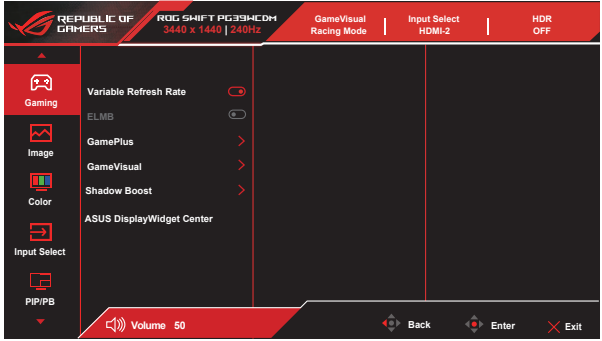 REPUBLIC OF
GAMERS
ROG SWIFT PG39WCDM
3440 x 1440 | 240Hz
GameVisual
Racing Mode
Input Select
HDMI-2
HDR
OFF
Gaming
Image
Color
Input Select
PIP/PB
Variable Refresh Rate
ELMB
GamePlus
GameVisual
Shadow Boost
ASUS DisplayWidget Center
Volume 50
Back
Enter
Exit